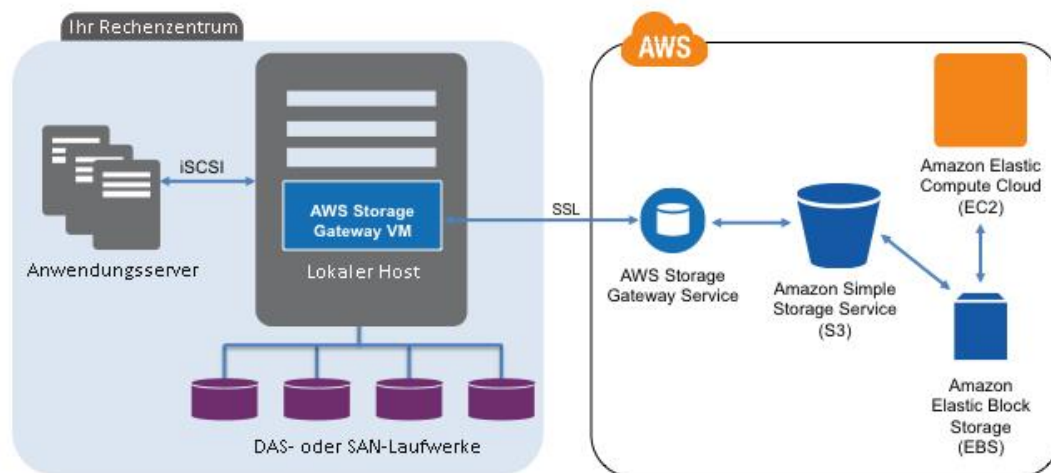 Ihr Rechenzentrum
AWS
iSCSI
AWS Storage
Gateway VM
SSL
Anwendungsserver
Lokaler Host
DAS- oder SAN-Laufwerke
AWS Storage
Gateway Service
Amazon Simple
Storage Service
(S3)
Amazon Elastic
Compute Cloud
(EC2)
Amazon
Elastic Block
Storage
(EBS)